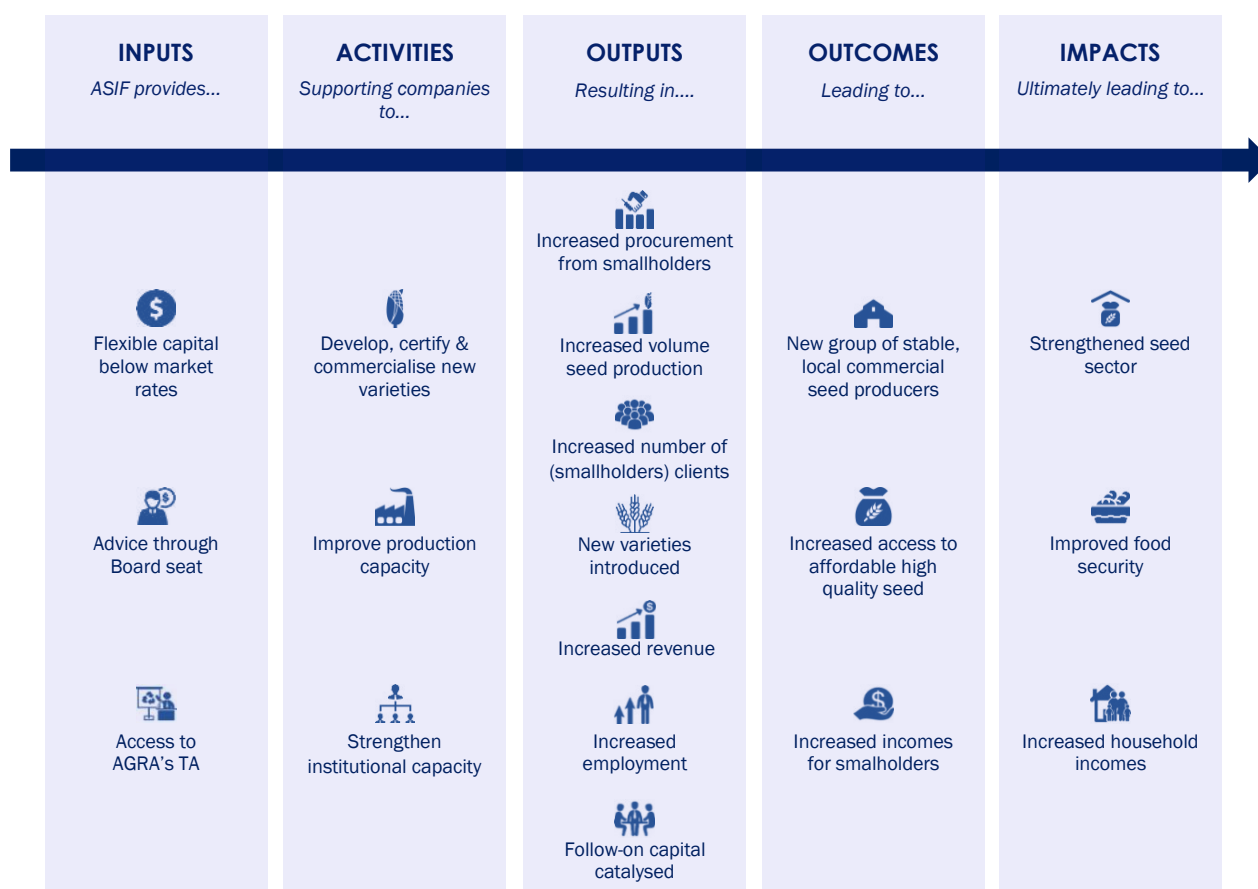 INPUTS
ASIF provides...
Flexible capital
below market
rates
Advice through
Board seat
Access to
AGRA's TA
ACTIVITIES
Supporting companies
to...
Develop, certify &
commercialise new
varieties
Improve production
capacity
Strengthen
institutional capacity
OUTPUTS
Resulting in....
Increased procurement
from smallholders
Increased volume
seed production
Increased number of
(smallholders) clients
New varieties
introduced
Increased revenue
Increased
employment
Follow-on capital
catalysed
OUTCOMES
Leading to...
New group of stable,
local commercial
seed producers
Increased access to
affordable high
quality seed
Increased incomes
for smalholders
IMPACTS
Ultimately leading to...
Strengthened seed
sector
Improved food
security
Increased household
incomes